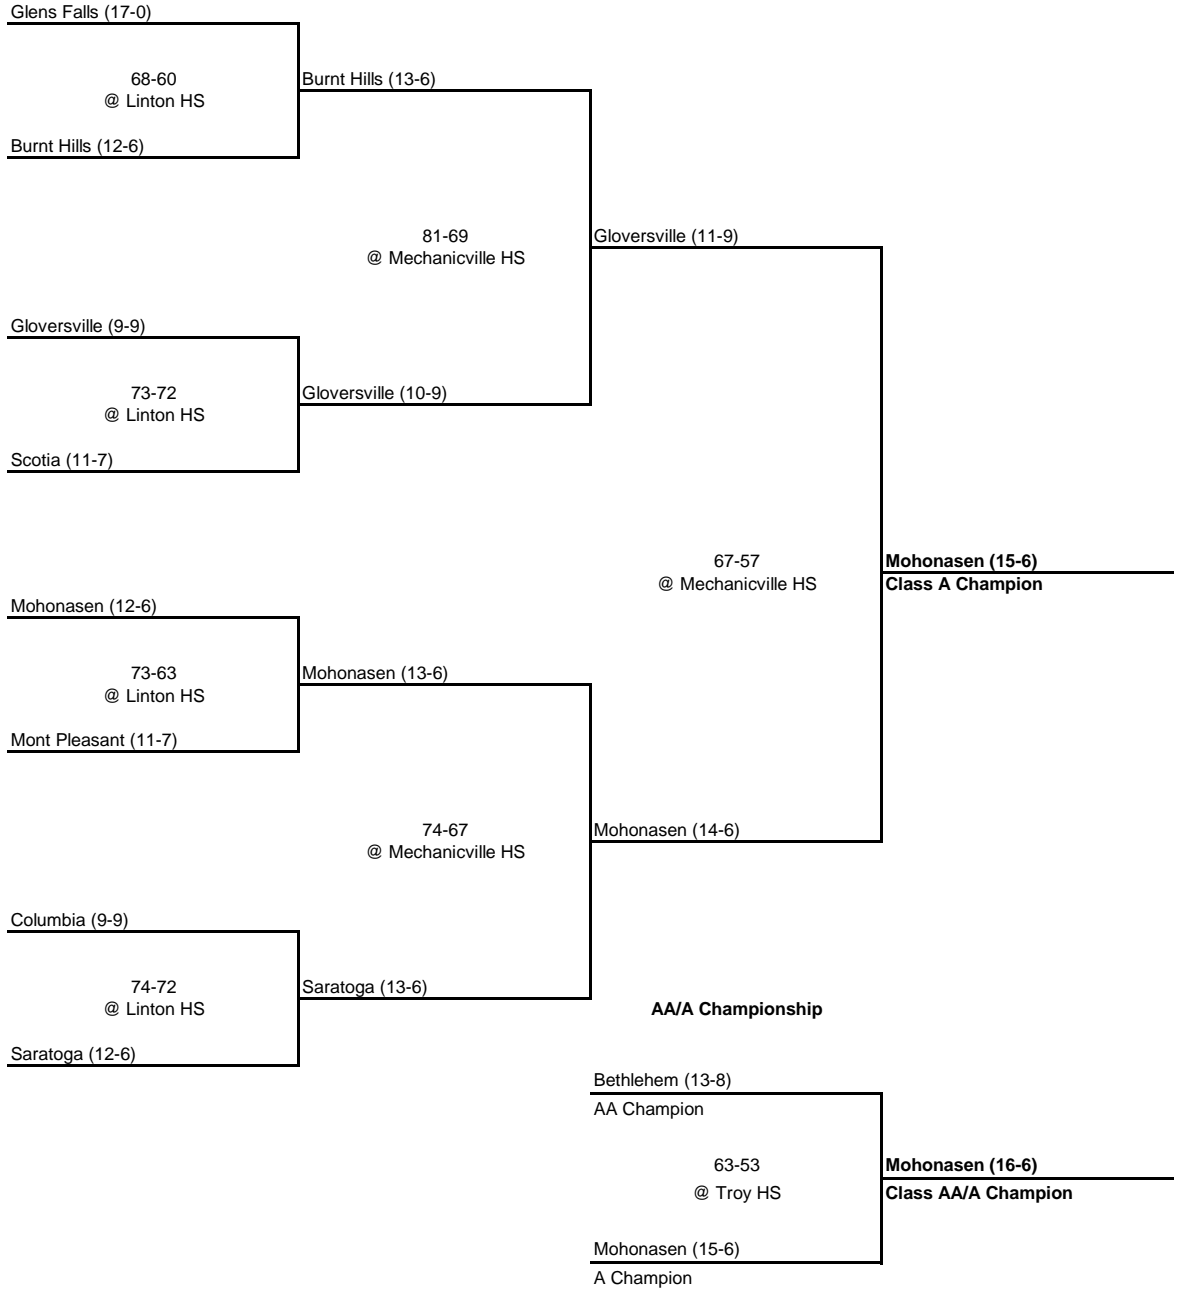 Glens Falls (17-0)
68-60
@ Linton HS
Burnt Hills (13-6)
Burnt Hills (12-6)
81-69
@ Mechanicville HS
Gloversville (11-9)
Gloversville (9-9)
73-72
@ Linton HS
Gloversville (10-9)
Scotia (11-7)
67-57
@ Mechanicville HS
Mohonasen (15-6)
Class A Champion
Mohonasen (12-6)
73-63
@ Linton HS
Mohonasen (13-6)
Mont Pleasant (11-7)
74-67
@ Mechanicville HS
Mohonasen (14-6)
Columbia (9-9)
74-72
@ Linton HS
Saratoga (13-6)
Saratoga (12-6)
AA/A Championship
Bethlehem (13-8)
AA Champion
63-53
@ Troy HS
Mohonasen (16-6)
Class AA/A Champion
Mohonasen (15-6)
A Champion